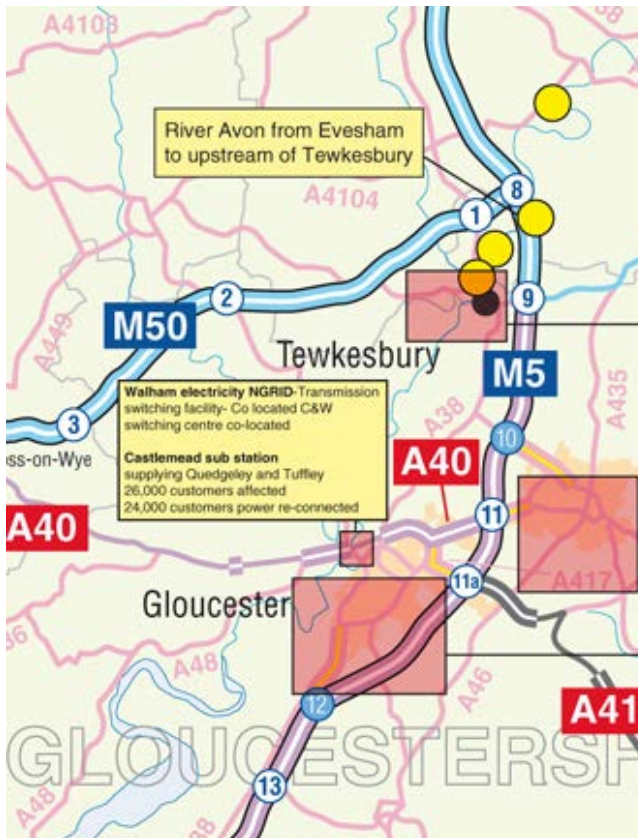 A4103
River Avon from Evesham
to upstream of Tewkesbury
A4104
8
1
2
9
M50
A449
Tewkesbury
M5
A435
3
Walham electricity NGRID-Transmission
switching facility- Co located C&W
switching centre co-located
Castlemead sub station
supplying Quedgeley and Tuffley
26,000 customers affected
24,000 customers power re-connected
A38
10
oss-on-Wye
A40
A40
11
11a
A417
Gloucester
A48
A46
12
A41
GLOUCESTERSH
13
A48